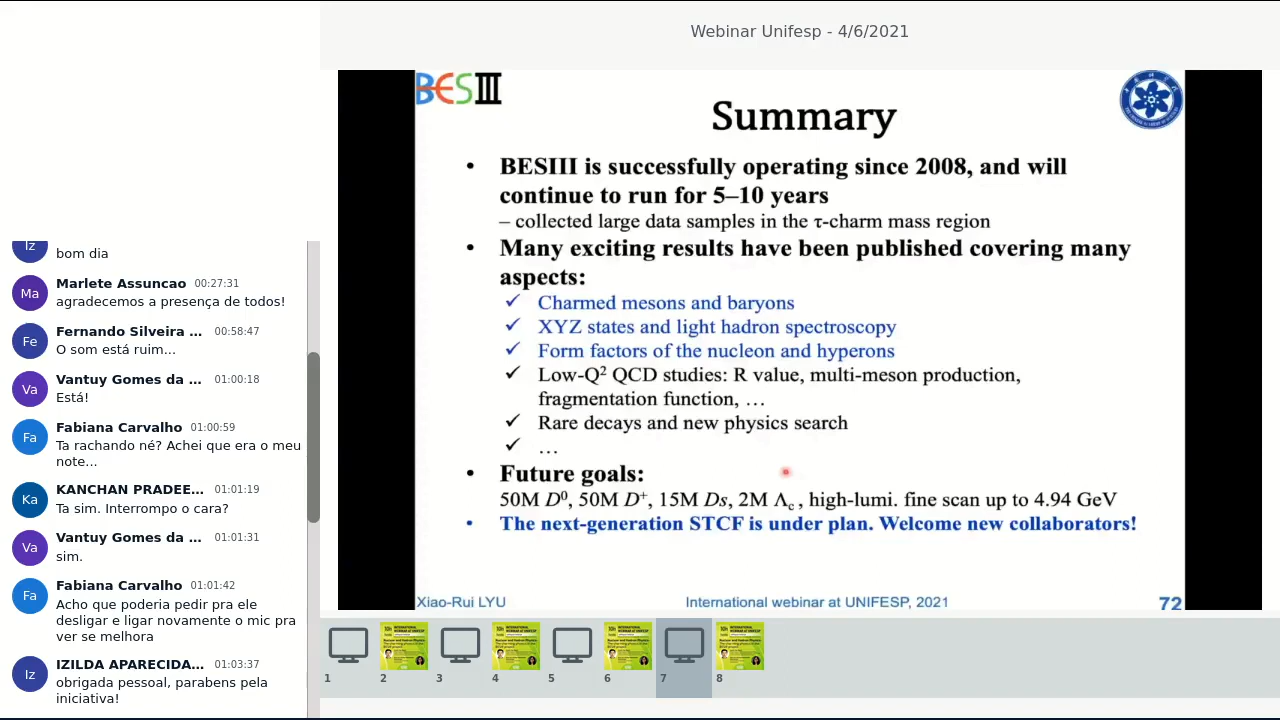 Webinar Unifesp - 4/6/2021
Iz
bom dia
Ma
Marlete Assuncao 00:27:31
agradecemos a presença de todos!
Fe
Fernando Silveira ... 00:58:47
O som está ruim...
Va
Vantuy Gomes da ... 01:00:18
Está!
Fa
Fabiana Carvalho 01:00:59
Ta rachando né? Achei que era o meu
note...
Ka
KANCHAN PRADEE... 01:01:19
Ta sim. Interrompo o cara?
Va
Vantuy Gomes da ... 01:01:31
sim.
Fa
Fabiana Carvalho 01:01:42
Acho que poderia pedir pra ele
desligar e ligar novamente o mic pra
ver se melhora
Iz
IZILDA APARECIDA... 01:03:37
obrigada pessoal, parabens pela
iniciativa!
BESIII
Summary
• BESIII is successfully operating since 2008, and will
continue to run for 5–10 years
– collected large data samples in the τ-charm mass region
• Many exciting results have been published covering many
aspects:
✓ Charmed mesons and baryons
✓ XYZ states and light hadron spectroscopy
✓ Form factors of the nucleon and hyperons
✓ Low-Q² QCD studies: R value, multi-meson production,
fragmentation function, …
✓ Rare decays and new physics search
✓ …
• Future goals:
50M D⁰, 50M D⁺, 15M Ds, 2M Λc , high-lumi. fine scan up to 4.94 GeV
• The next-generation STCF is under plan. Welcome new collaborators!
Xiao-Rui LYU
International webinar at UNIFESP, 2021
72
1 2 3 4 5 6 7 8